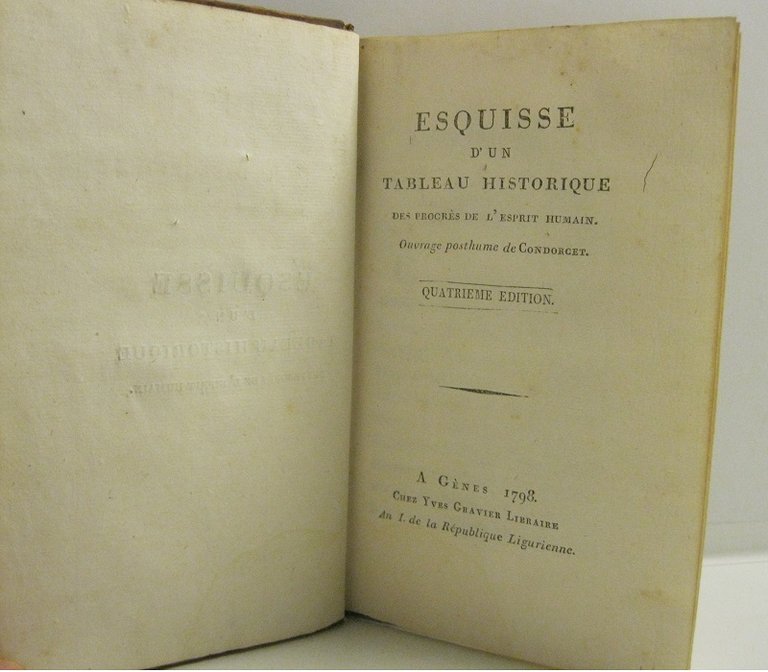 ESQUISSE
D'UN
TABLEAU HISTORIQUE
DES PROGRÈS DE L'ESPRIT HUMAIN.
Ouvrage posthume de CONDORCET.
QUATRIEME EDITION.
A GÈNES 1798.
CHEZ YVES GRAVIER LIBRAIRE
An I. de la République Ligurienne.